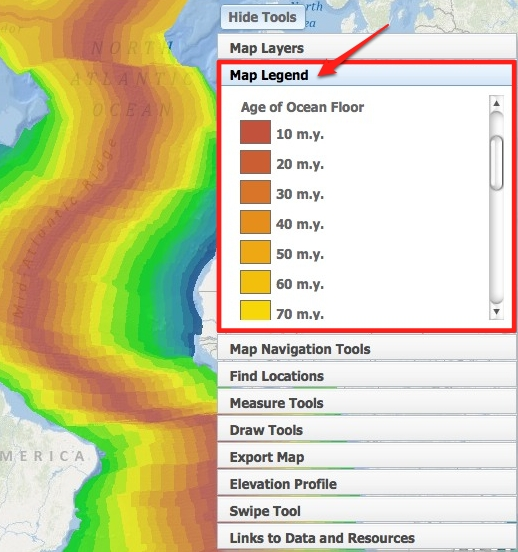 Hide Tools
North
Sea
Map Layers
NORTH
ATLANTIC
OCEAN
Map Legend
Age of Ocean Floor
10 m.y.
20 m.y.
30 m.y.
40 m.y.
50 m.y.
60 m.y.
70 m.y.
Mid-Atlantic Ridge
Map Navigation Tools
Find Locations
Measure Tools
Draw Tools
Export Map
MERICA
Elevation Profile
Swipe Tool
Links to Data and Resources